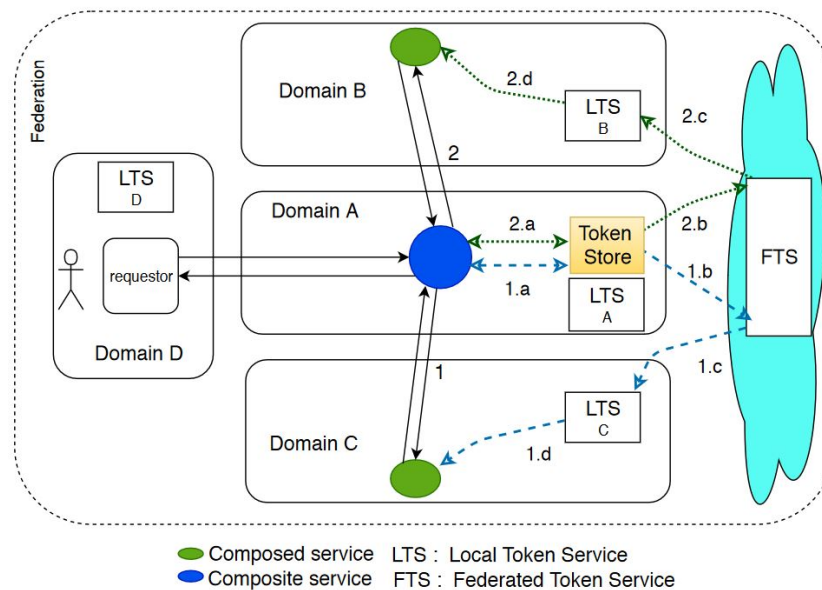 Federation
Domain B
2.d
LTS
B
2.c
2
LTS
D
Domain A
2.a
Token
Store
2.b
requestor
1.a
1.b
FTS
LTS
A
Domain D
1
1.c
LTS
C
Domain C
1.d
Composed service LTS : Local Token Service
Composite service FTS : Federated Token Service